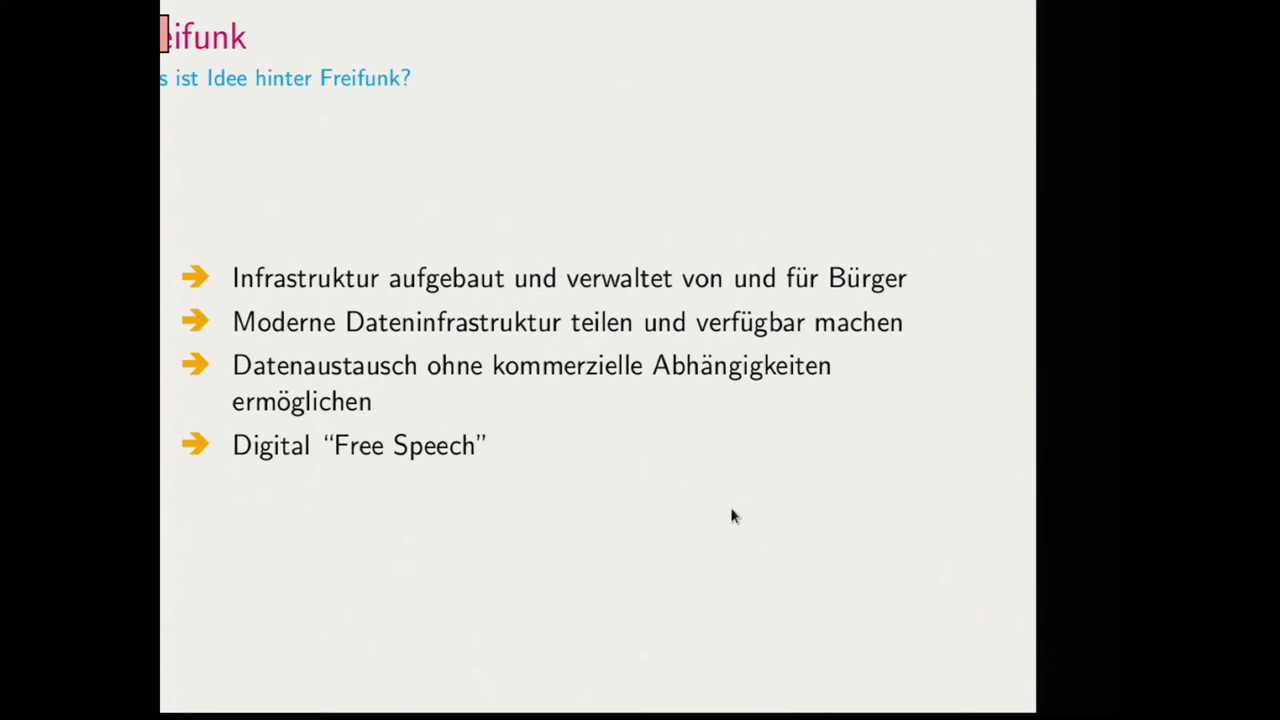 eifunk
s ist Idee hinter Freifunk?
➔ Infrastruktur aufgebaut und verwaltet von und für Bürger
➔ Moderne Dateninfrastruktur teilen und verfügbar machen
➔ Datenaustausch ohne kommerzielle Abhängigkeiten
ermöglichen
➔ Digital “Free Speech”